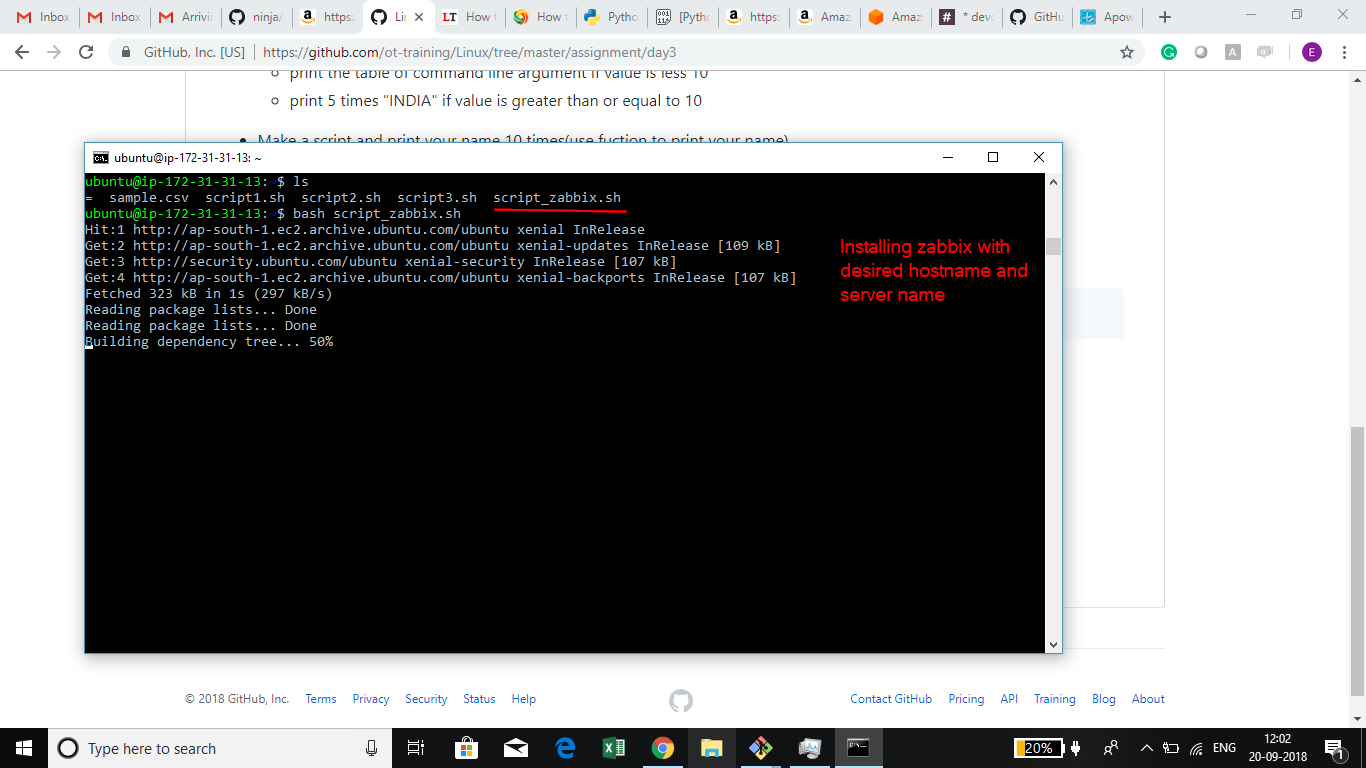 Inbox
Inbox
Arrivi
ninja/
https:
Lin
How t
How t
Pytho
[Pytho
https:
Amaz
Amaz
* devo
GitHu
Apow
GitHub, Inc. [US]
https://github.com/ot-training/Linux/tree/master/assignment/day3
A
E
print the table of command line argument if value is less 10
print 5 times "INDIA" if value is greater than or equal to 10
Make a script and print your name 10 times(use fuction to print your name)
ubuntu@ip-172-31-31-13: ~
ubuntu@ip-172-31-31-13:~$ ls
=  sample.csv  script1.sh  script2.sh  script3.sh  script_zabbix.sh
ubuntu@ip-172-31-31-13:~$ bash script_zabbix.sh
Hit:1 http://ap-south-1.ec2.archive.ubuntu.com/ubuntu xenial InRelease
Get:2 http://ap-south-1.ec2.archive.ubuntu.com/ubuntu xenial-updates InRelease [109 kB]
Get:3 http://security.ubuntu.com/ubuntu xenial-security InRelease [107 kB]
Get:4 http://ap-south-1.ec2.archive.ubuntu.com/ubuntu xenial-backports InRelease [107 kB]
Fetched 323 kB in 1s (297 kB/s)
Reading package lists... Done
Reading package lists... Done
Building dependency tree... 50%
Installing zabbix with
desired hostname and
server name
© 2018 GitHub, Inc.
Terms
Privacy
Security
Status
Help
Contact GitHub
Pricing
API
Training
Blog
About
Type here to search
20%
ENG
12:02
20-09-2018
1